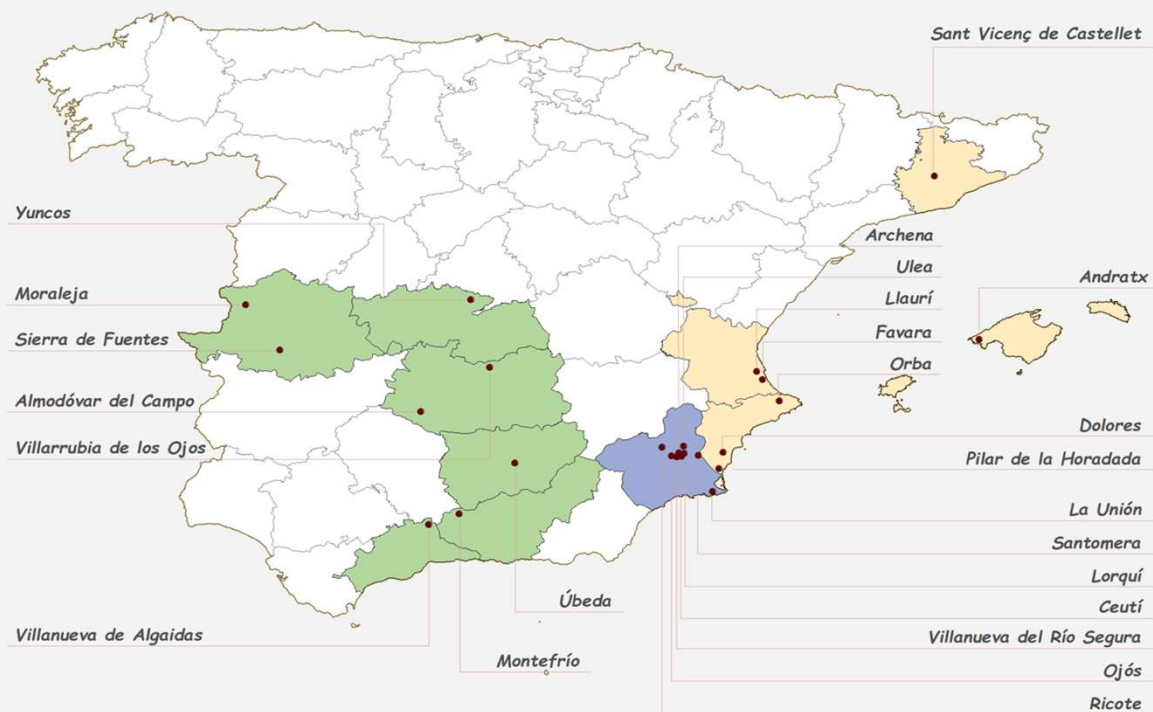 Sant Vicenç de Castellet
Yuncos
Archena
Ulea
Andratx
Moraleja
Llaurí
Sierra de Fuentes
Favara
Orba
Almodóvar del Campo
Dolores
Villarrubia de los Ojos
Pilar de la Horadada
La Unión
Santomera
Lorquí
Úbeda
Ceutí
Villanueva de Algaidas
Villanueva del Río Segura
Montefrío
Ojós
Ricote